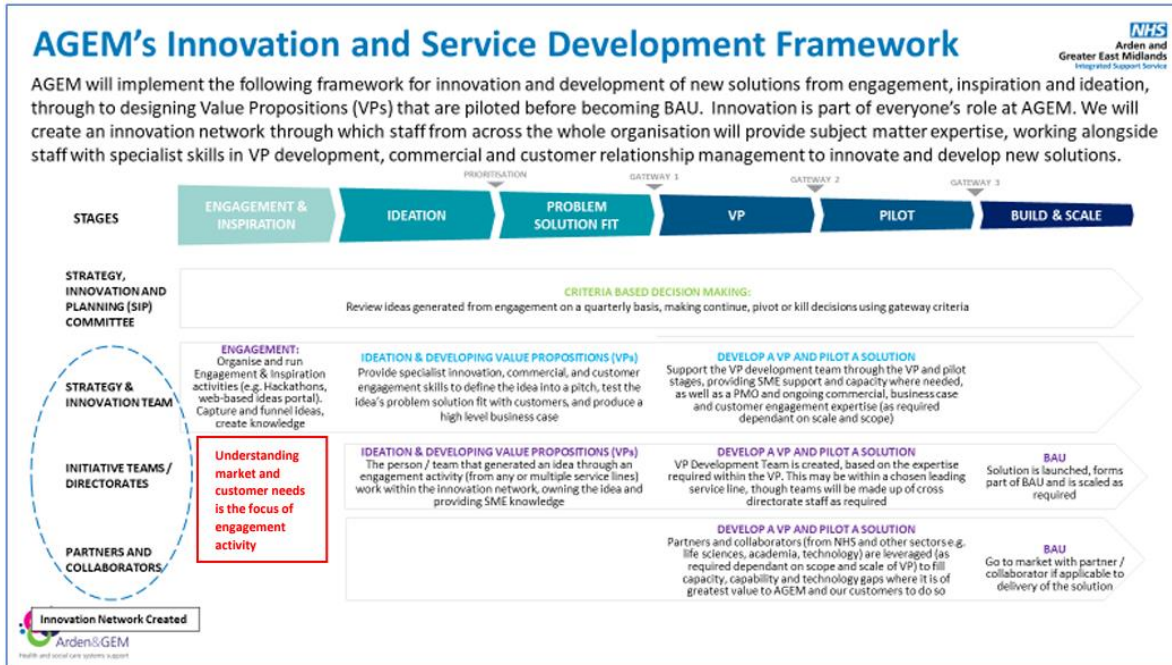 AGEM's Innovation and Service Development Framework
NHS
Arden and
Greater East Midlands
Integrated Support Service
AGEM will implement the following framework for innovation and development of new solutions from engagement, inspiration and ideation,
through to designing Value Propositions (VPs) that are piloted before becoming BAU. Innovation is part of everyone's role at AGEM. We will
create an innovation network through which staff from across the whole organisation will provide subject matter expertise, working alongside
staff with specialist skills in VP development, commercial and customer relationship management to innovate and develop new solutions.
PRIORITISATION
GATEWAY 1
GATEWAY 2
GATEWAY 3
STAGES
ENGAGEMENT &
INSPIRATION
IDEATION
PROBLEM
SOLUTION FIT
VP
PILOT
BUILD & SCALE
STRATEGY,
INNOVATION AND
PLANNING (SIP)
COMMITTEE
CRITERIA BASED DECISION MAKING:
Review ideas generated from engagement on a quarterly basis, making continue, pivot or kill decisions using gateway criteria
STRATEGY &
INNOVATION TEAM
ENGAGEMENT:
Organise and run
Engagement & Inspiration
activities (e.g. Hackathons,
web-based ideas portal).
Capture and funnel ideas,
create knowledge
IDEATION & DEVELOPING VALUE PROPOSITIONS (VPs)
Provide specialist innovation, commercial, and customer
engagement skills to define the idea into a pitch, test the
idea's problem solution fit with customers, and produce a
high level business case
DEVELOP A VP AND PILOT A SOLUTION
Support the VP development team through the VP and pilot
stages, providing SME support and capacity where needed,
as well as a PMO and ongoing commercial, business case
and customer engagement expertise (as required
dependant on scale and scope)
INITIATIVE TEAMS /
DIRECTORATES
Understanding
market and
customer needs
is the focus of
engagement
activity
IDEATION & DEVELOPING VALUE PROPOSITIONS (VPs)
The person / team that generated an idea through an
engagement activity (from any or multiple service lines)
work within the innovation network, owning the idea and
providing SME knowledge
DEVELOP A VP AND PILOT A SOLUTION
VP Development Team is created, based on the expertise
required within the VP. This may be within a chosen leading
service line, though teams will be made up of cross
directorate staff as required
BAU
Solution is launched, forms
part of BAU and is scaled as
required
PARTNERS AND
COLLABORATORS
DEVELOP A VP AND PILOT A SOLUTION
Partners and collaborators (from NHS and other sectors e.g.
life sciences, academia, technology) are leveraged (as
required dependant on scope and scale of VP) to fill
capacity, capability and technology gaps where it is of
greatest value to AGEM and our customers to do so
BAU
Go to market with partner /
collaborator if applicable to
delivery of the solution
Innovation Network Created
Arden&GEM
Health and social care systems support